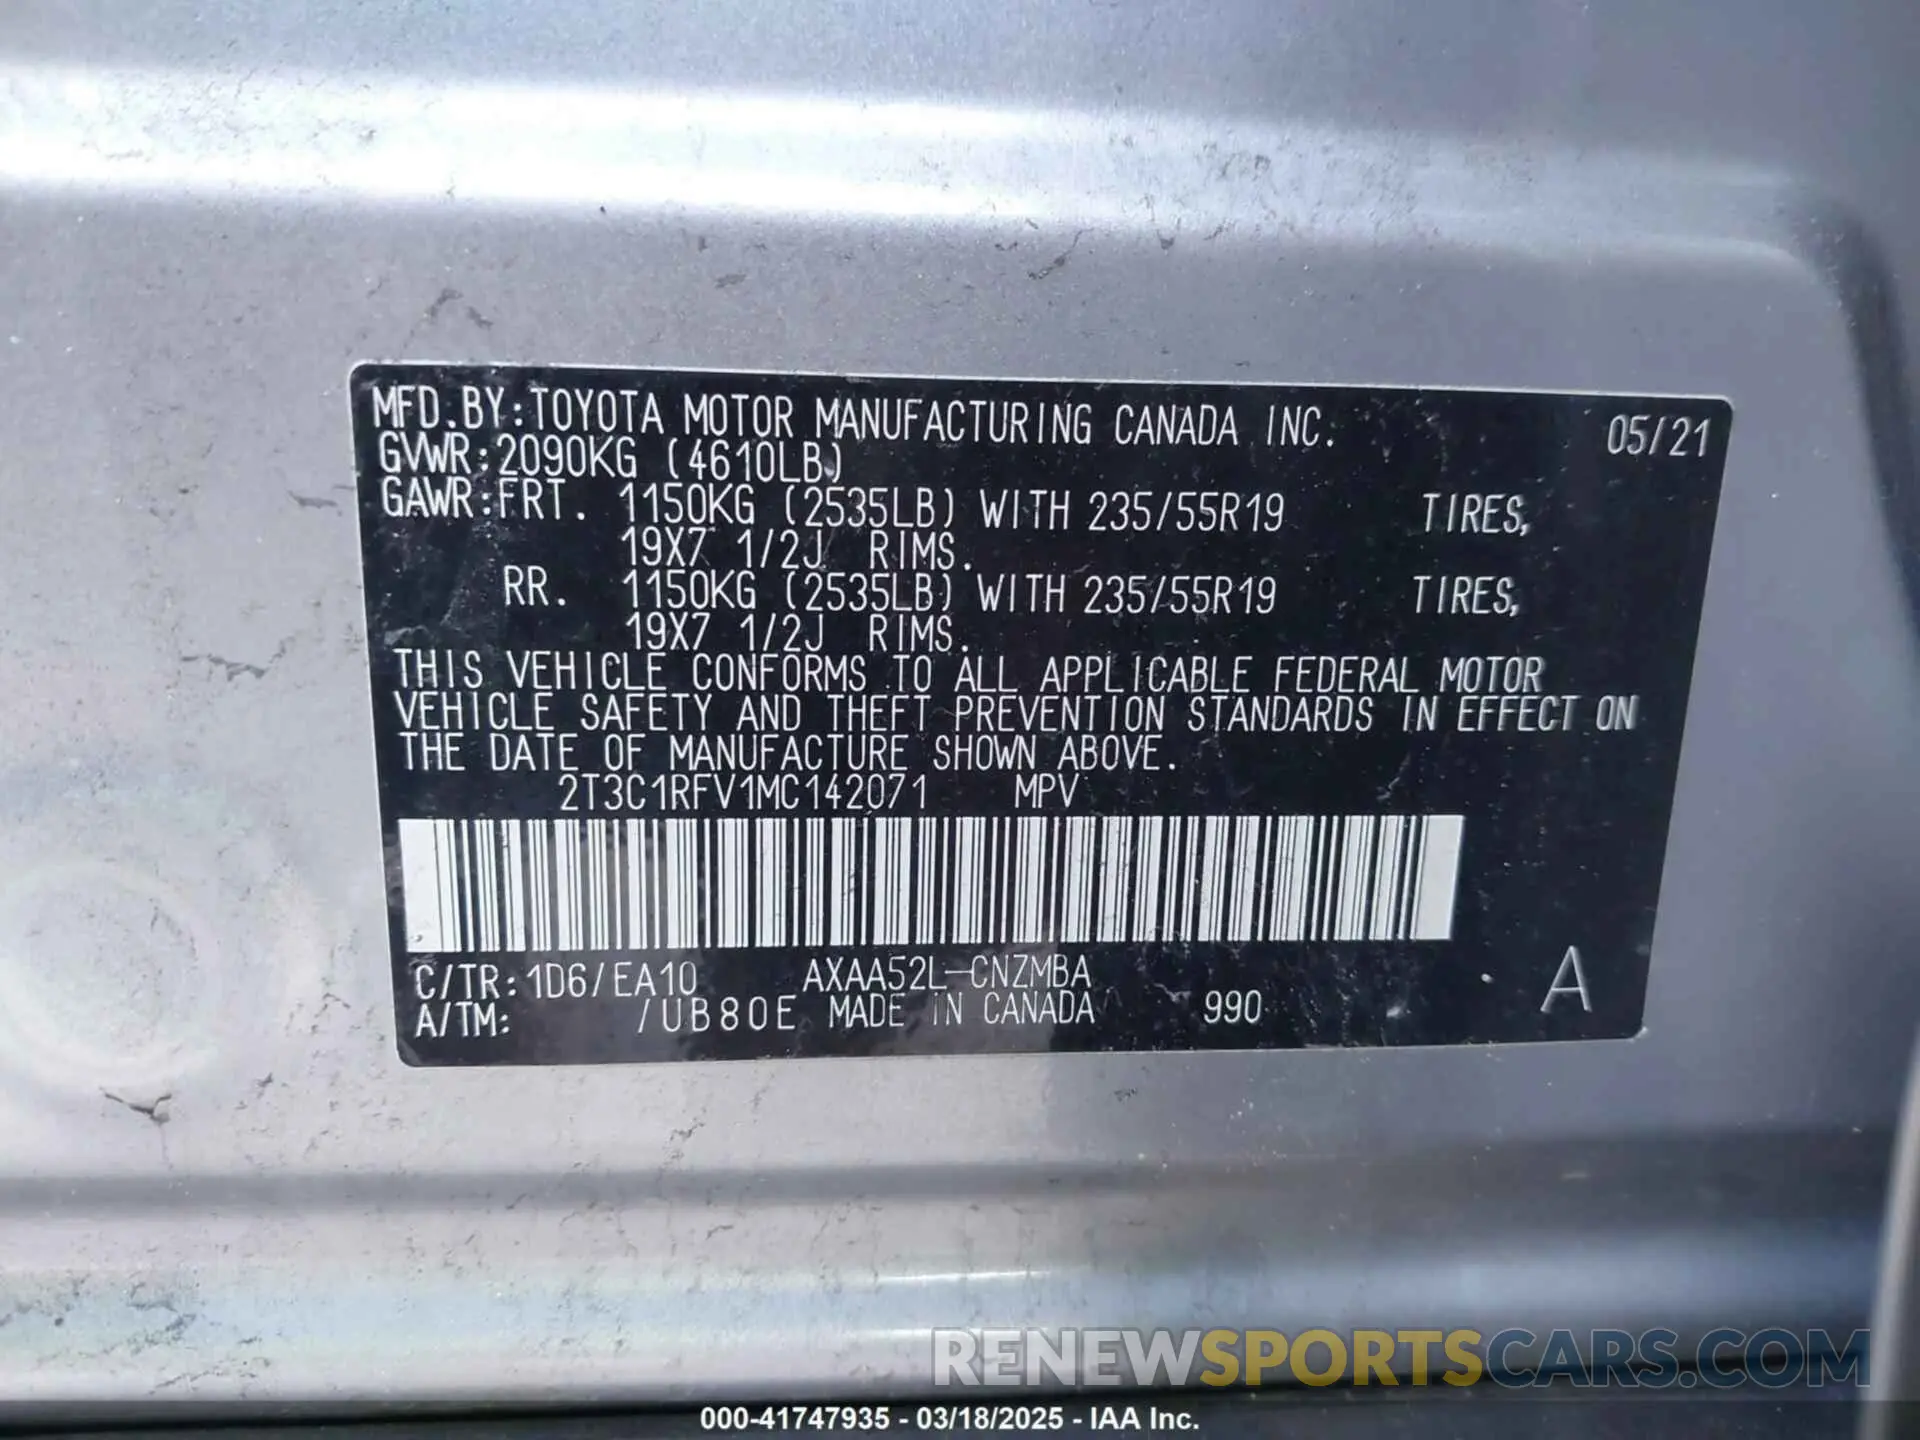 MFD.BY:TOYOTA MOTOR MANUFACTURING CANADA INC. 05/21
GVWR:2090KG (4610LB)
GAWR:FRT. 1150KG (2535LB) WITH 235/55R19 TIRES,
19X7 1/2J RIMS.
RR. 1150KG (2535LB) WITH 235/55R19 TIRES,
19X7 1/2J RIMS.
THIS VEHICLE CONFORMS TO ALL APPLICABLE FEDERAL MOTOR
VEHICLE SAFETY AND THEFT PREVENTION STANDARDS IN EFFECT ON
THE DATE OF MANUFACTURE SHOWN ABOVE.
2T3C1RFV1MC142071 MPV
C/TR:1D6/EA10 AXAA52L-CNZMBA A
A/TM: /UB80E MADE IN CANADA 990
RENEWSPORTSCARS.COM
000-41747935 - 03/18/2025 - IAA Inc.